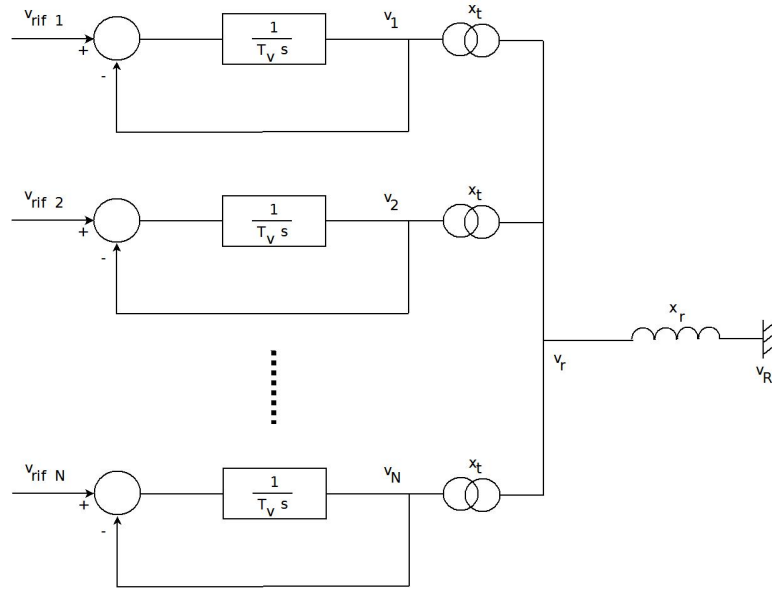 v_rif 1
+
-
1
T_v s
v_1
x_t
v_rif 2
+
-
1
T_v s
v_2
x_t
x_r
v_r
v_R
v_rif N
+
-
1
T_v s
v_N
x_t